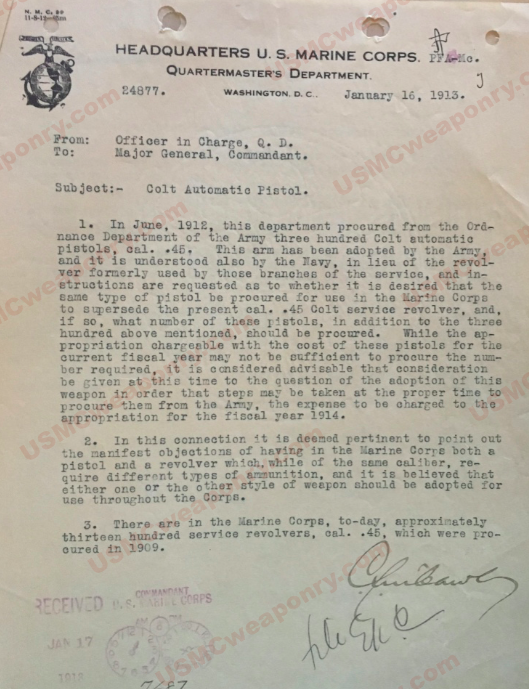 N. M. C. 30
HEADQUARTERS U. S. MARINE CORPS.
QUARTERMASTER'S DEPARTMENT.
24877.
WASHINGTON, D. C.,
January 16, 1913.
From: Officer in Charge, Q. D.
To: Major General, Commandant.
Subject:- Colt Automatic Pistol.
1. In June, 1912, this department procured from the Ord-
nance Department of the Army three hundred Colt automatic
pistols, cal. .45. This arm has been adopted by the Army,
and it is understood also by the Navy, in lieu of the revol-
ver formerly used by those branches of the service, and in-
structions are requested as to whether it is desired that the
same type of pistol be procured for use in the Marine Corps
to supersede the present cal. .45 Colt service revolver, and,
if so, what number of these pistols, in addition to the three
hundred above mentioned, should be procured. While the ap-
propriation chargeable with the cost of these pistols for the
current fiscal year may not be sufficient to procure the num-
ber required, it is considered advisable that consideration
be given at this time to the question of the adoption of this
weapon in order that steps may be taken at the proper time to
procure them from the Army, the expense to be charged to the
appropriation for the fiscal year 1914.
2. In this connection it is deemed pertinent to point out
the manifest objections of having in the Marine Corps both a
pistol and a revolver which, while of the same caliber, re-
quire different types of ammunition, and it is believed that
either one or the other style of weapon should be adopted for
use throughout the Corps.
3. There are in the Marine Corps, to-day, approximately
thirteen hundred service revolvers, cal. .45, which were pro-
cured in 1909.
RECEIVED
COMMANDANT
U. S. MARINE CORPS
JAN 17
1913
7687
USMCweaponry.com